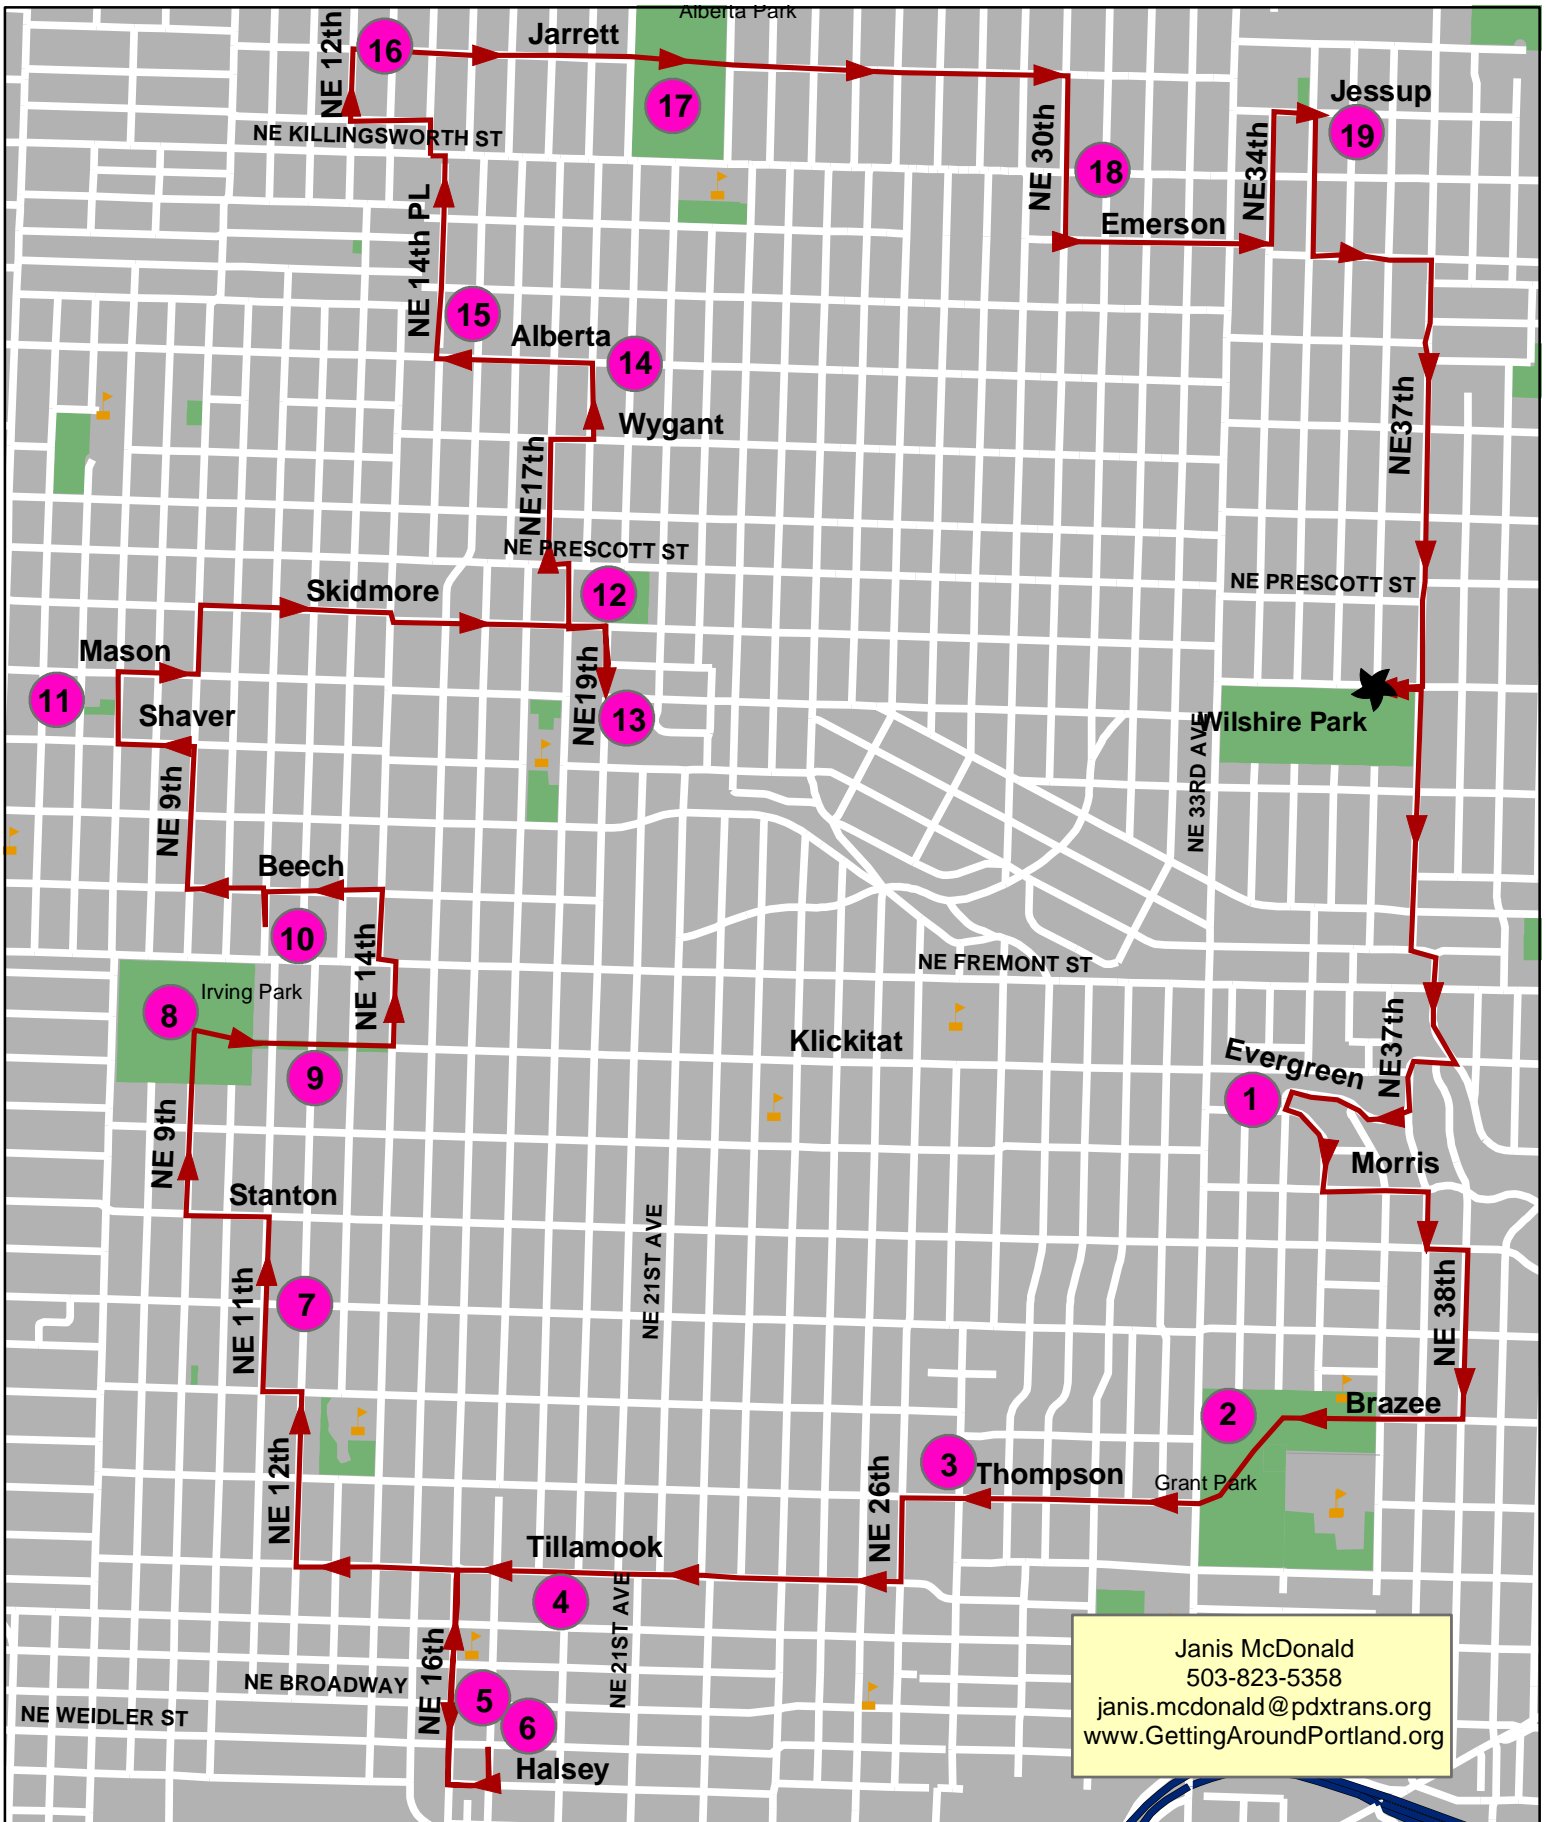 Alberta Park
NE 12th
16
Jarrett
17
NE KILLINGSWORTH ST
NE 30th
18
Jessup
19
NE34th
Emerson
NE 14th PL
15
Alberta
14
Wygant
NE37th
NE17th
NE PRESCOTT ST
NE PRESCOTT ST
12
Skidmore
Mason
11
Shaver
NE19th
13
Wilshire Park
NE 33RD AVE
NE 9th
Beech
10
NE 14th
NE FREMONT ST
Irving Park
8
9
Klickitat
NE37th
Evergreen
1
Morris
NE 9th
Stanton
NE 21ST AVE
NE 11th
7
NE 38th
2
Brazee
3
Thompson
Grant Park
NE 26th
NE 12th
Tillamook
4
NE 21ST AVE
NE 16th
NE BROADWAY
NE WEIDLER ST
5
6
Halsey
Janis McDonald
503-823-5358
janis.mcdonald@pdxtrans.org
www.GettingAroundPortland.org